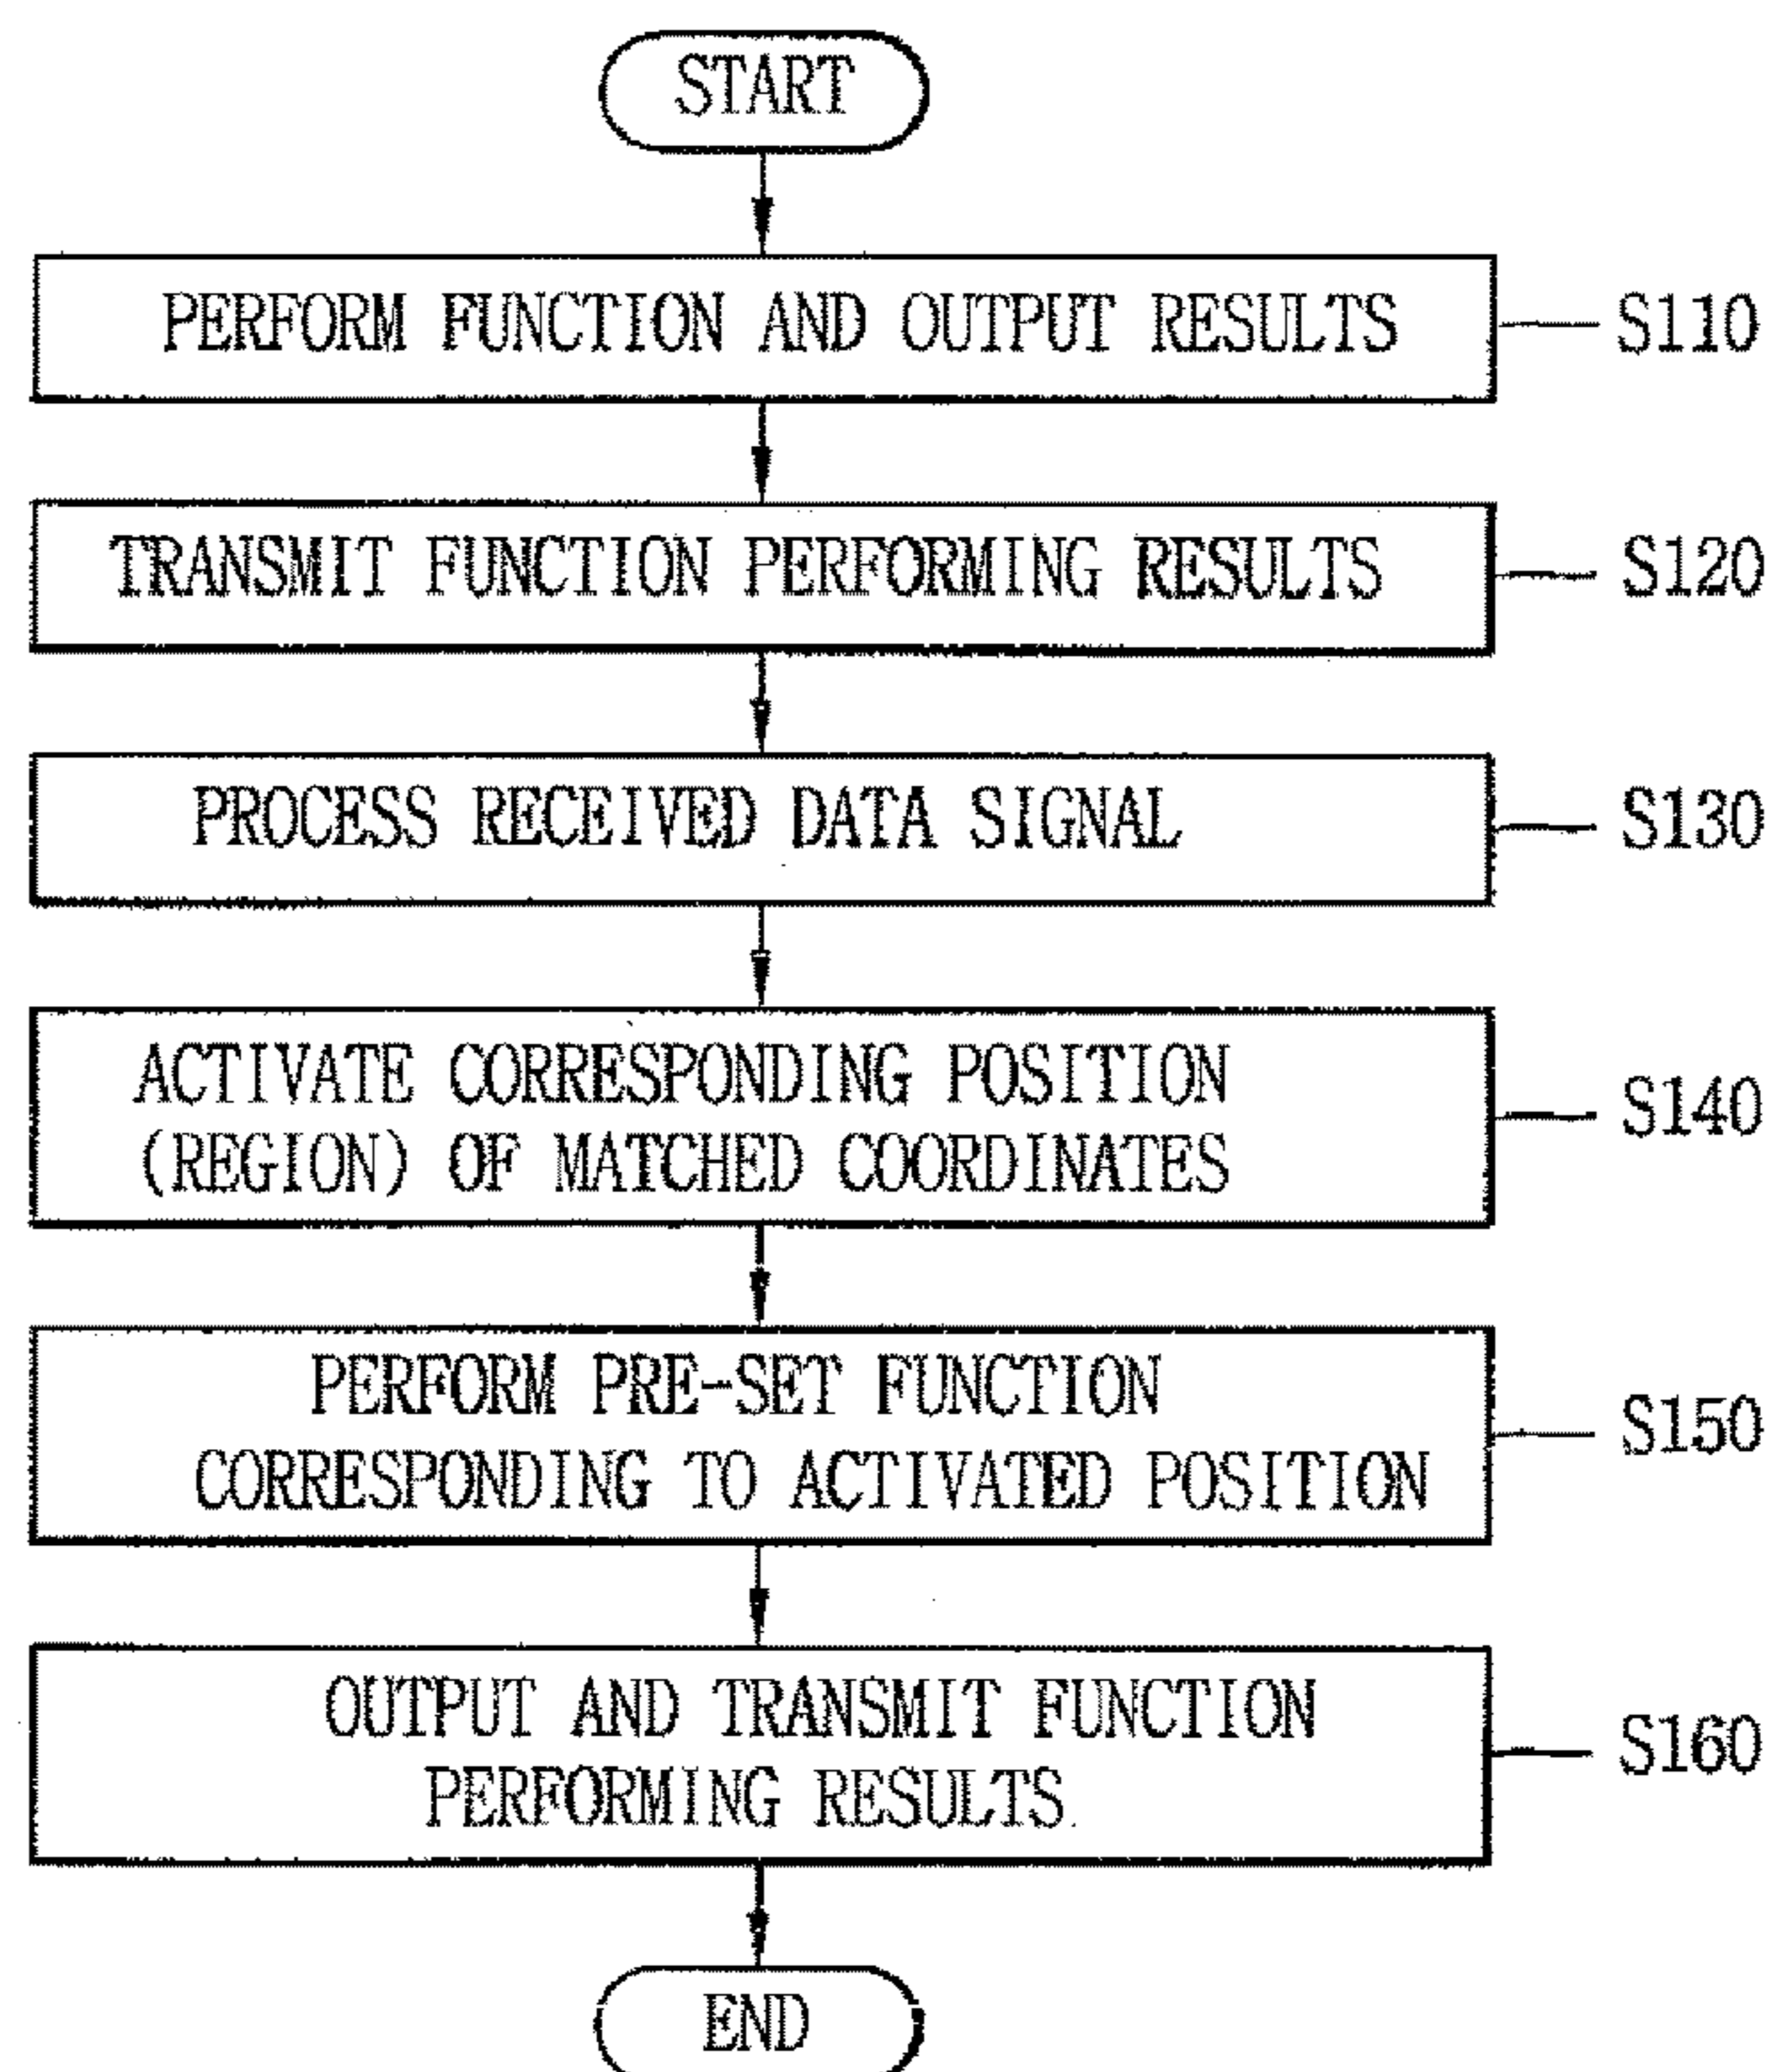 START
PERFORM FUNCTION AND OUTPUT RESULTS
S110
TRANSMIT FUNCTION PERFORMING RESULTS
S120
PROCESS RECEIVED DATA SIGNAL
S130
ACTIVATE CORRESPONDING POSITION
(REGION) OF MATCHED COORDINATES
S140
PERFORM PRE-SET FUNCTION
CORRESPONDING TO ACTIVATED POSITION
S150
OUTPUT AND TRANSMIT FUNCTION
PERFORMING RESULTS
S160
END